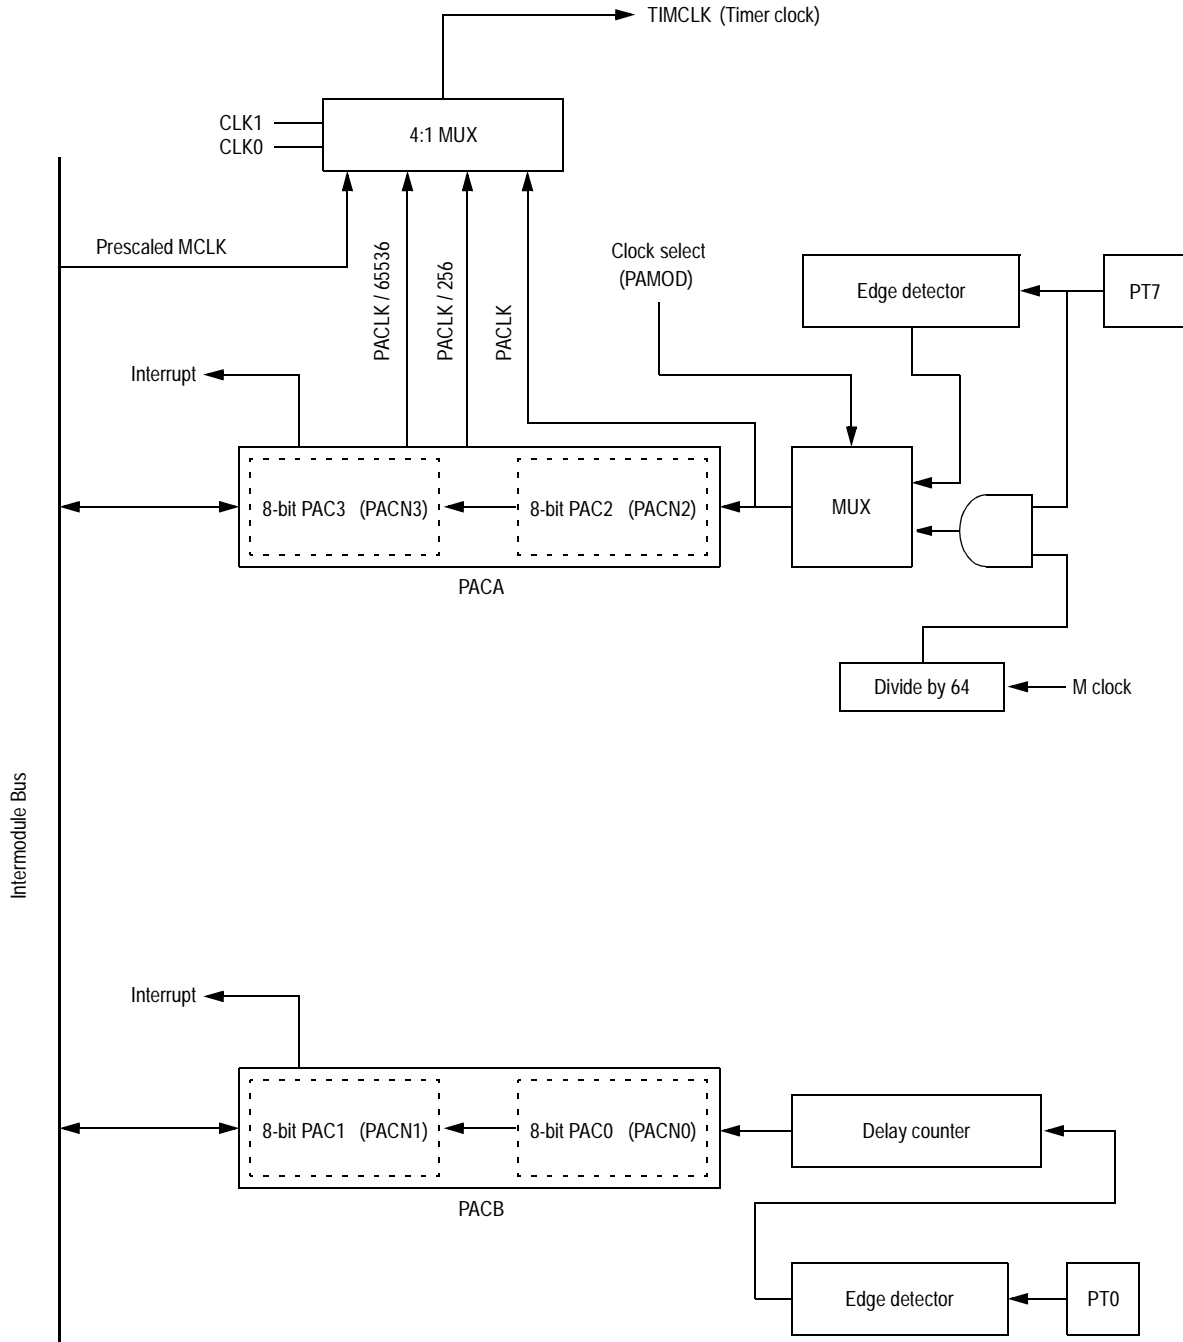 TIMCLK (Timer clock)
CLK1
CLK0
4:1 MUX
Prescaled MCLK
PACLK / 65536
PACLK / 256
PACLK
Clock select
(PAMOD)
Edge detector
PT7
Interrupt
8-bit PAC3 (PACN3)
8-bit PAC2 (PACN2)
MUX
PACA
Divide by 64
M clock
Intermodule Bus
Interrupt
8-bit PAC1 (PACN1)
8-bit PAC0 (PACN0)
Delay counter
PACB
Edge detector
PT0